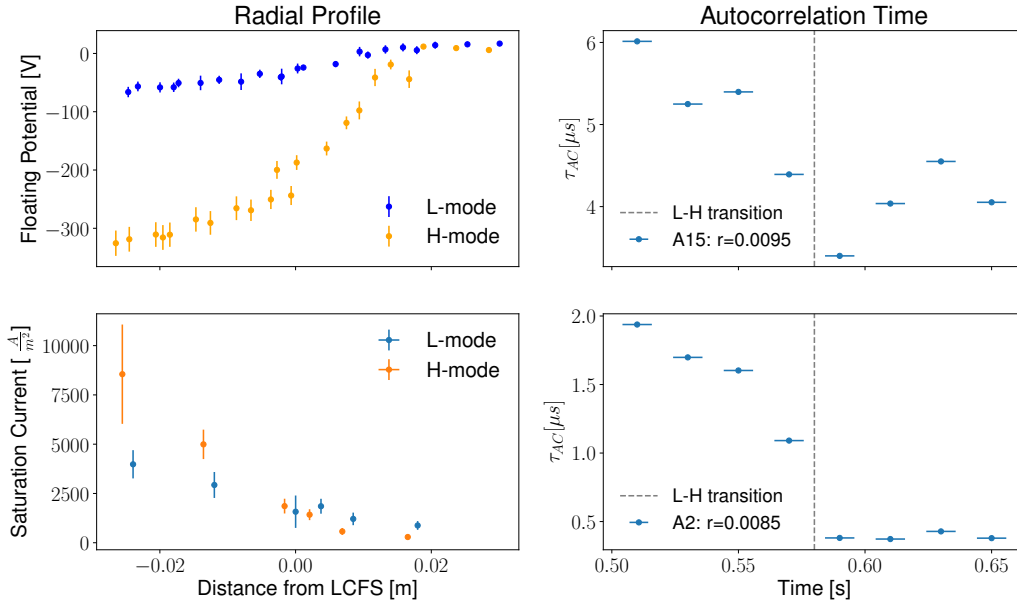 Radial Profile
Floating Potential [V]
0
−100
−200
−300
L-mode
H-mode
Autocorrelation Time
τ_AC[μs]
6
5
4
L-H transition
A15: r=0.0095
Saturation Current [A/m²]
10000
7500
5000
2500
0
L-mode
H-mode
−0.02
0.00
0.02
Distance from LCFS [m]
τ_AC[μs]
2.0
1.5
1.0
0.5
L-H transition
A2: r=0.0085
0.50
0.55
0.60
0.65
Time [s]